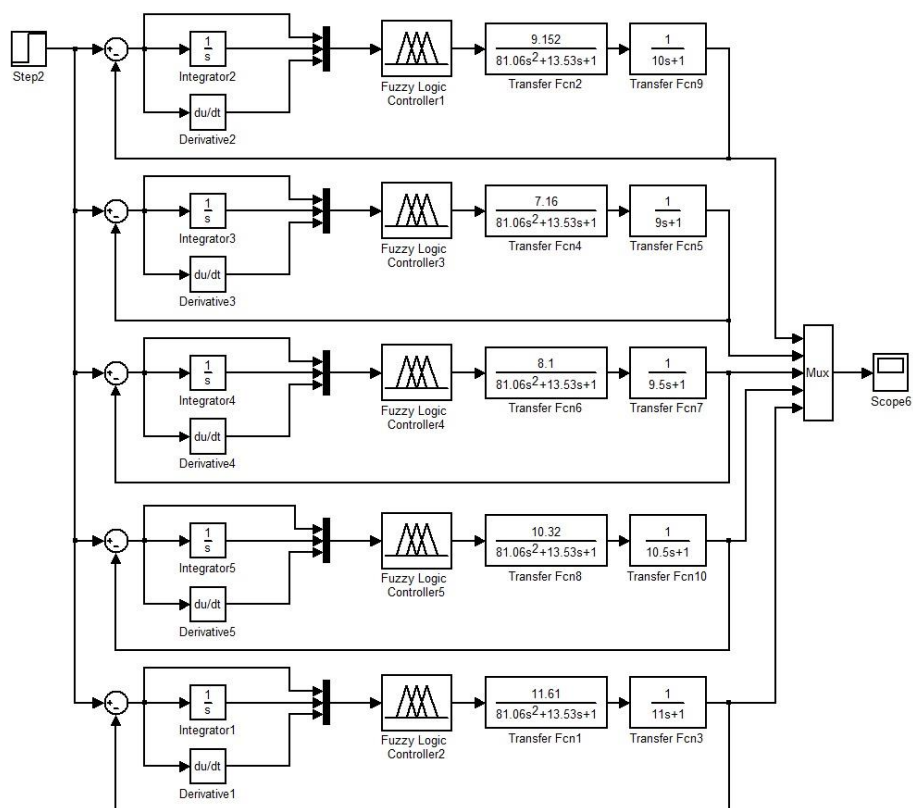 Step2
+
-
1
s
Integrator2
du/dt
Derivative2
Fuzzy Logic
Controller1
9.152
81.06s²+13.53s+1
Transfer Fcn2
1
10s+1
Transfer Fcn9
+
-
1
s
Integrator3
du/dt
Derivative3
Fuzzy Logic
Controller3
7.16
81.06s²+13.53s+1
Transfer Fcn4
1
9s+1
Transfer Fcn5
+
-
1
s
Integrator4
du/dt
Derivative4
Fuzzy Logic
Controller4
8.1
81.06s²+13.53s+1
Transfer Fcn6
1
9.5s+1
Transfer Fcn7
Mux
Scope6
+
-
1
s
Integrator5
du/dt
Derivative5
Fuzzy Logic
Controller5
10.32
81.06s²+13.53s+1
Transfer Fcn8
1
10.5s+1
Transfer Fcn10
+
-
1
s
Integrator1
du/dt
Derivative1
Fuzzy Logic
Controller2
11.61
81.06s²+13.53s+1
Transfer Fcn1
1
11s+1
Transfer Fcn3